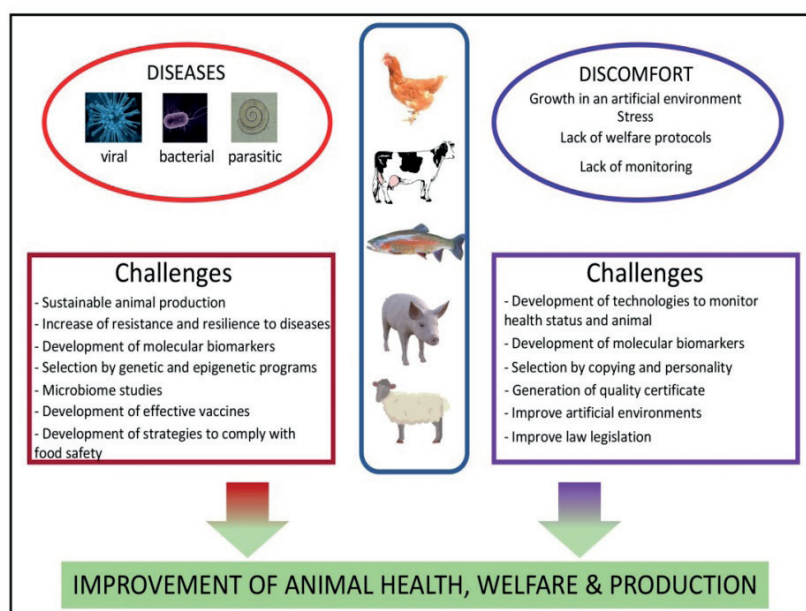 DISEASES
viral bacterial parasitic
DISCOMFORT
Growth in an artificial environment
Stress
Lack of welfare protocols
Lack of monitoring
Challenges
- Sustainable animal production
- Increase of resistance and resilience to diseases
- Development of molecular biomarkers
- Selection by genetic and epigenetic programs
- Microbiome studies
- Development of effective vaccines
- Development of strategies to comply with
food safety
Challenges
- Development of technologies to monitor
health status and animal
- Development of molecular biomarkers
- Selection by copying and personality
- Generation of quality certificate
- Improve artificial environments
- Improve law legislation
IMPROVEMENT OF ANIMAL HEALTH, WELFARE & PRODUCTION